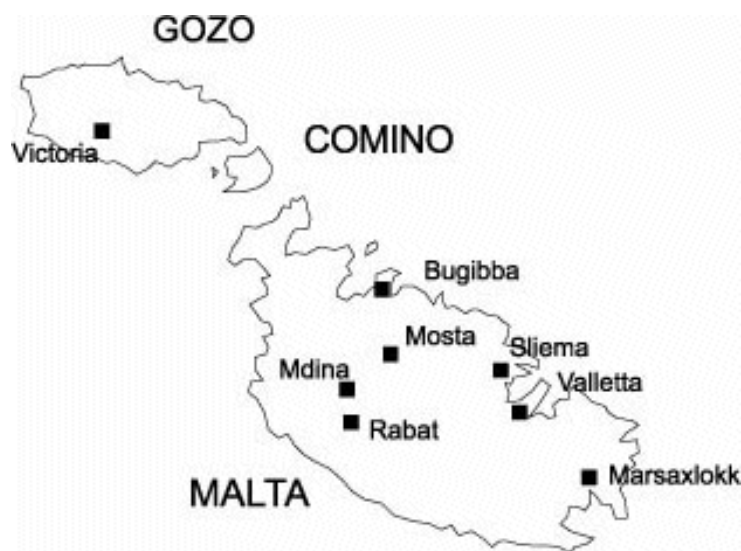 GOZO
COMINO
Victoria
Bugibba
Mosta
Sliema
Mdina
Valletta
Rabat
Marsaxlokk
MALTA